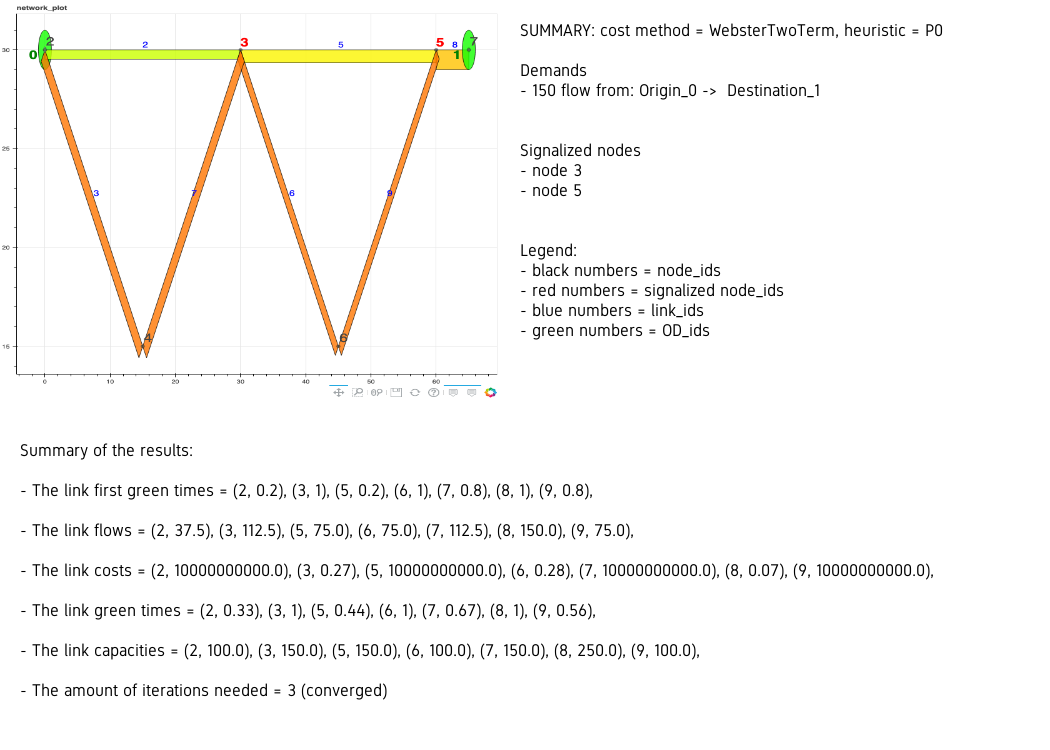 network_plot
SUMMARY: cost method = WebsterTwoTerm, heuristic = P0
Demands
- 150 flow from: Origin_0 -> Destination_1
Signalized nodes
- node 3
- node 5
Legend:
- black numbers = node_ids
- red numbers = signalized node_ids
- blue numbers = link_ids
- green numbers = OD_ids
30
0
2
2
3
5
5
8
1
7
25
3
7
6
9
20
4
6
15
0
10
20
30
40
50
60
Summary of the results:
- The link first green times = (2, 0.2), (3, 1), (5, 0.2), (6, 1), (7, 0.8), (8, 1), (9, 0.8),
- The link flows = (2, 37.5), (3, 112.5), (5, 75.0), (6, 75.0), (7, 112.5), (8, 150.0), (9, 75.0),
- The link costs = (2, 10000000000.0), (3, 0.27), (5, 10000000000.0), (6, 0.28), (7, 10000000000.0), (8, 0.07), (9, 10000000000.0),
- The link green times = (2, 0.33), (3, 1), (5, 0.44), (6, 1), (7, 0.67), (8, 1), (9, 0.56),
- The link capacities = (2, 100.0), (3, 150.0), (5, 150.0), (6, 100.0), (7, 150.0), (8, 250.0), (9, 100.0),
- The amount of iterations needed = 3 (converged)